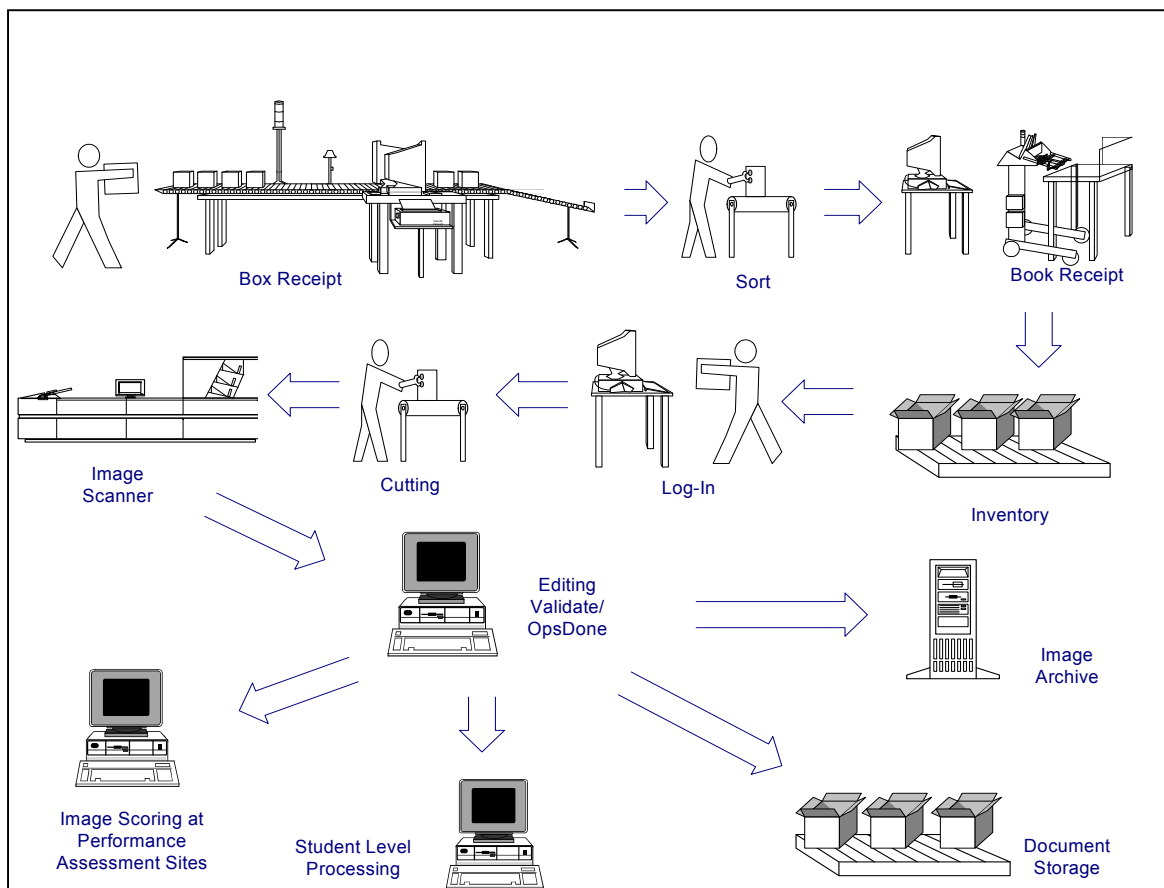 Box Receipt
Sort
Book Receipt
Image
Scanner
Cutting
Log-In
Inventory
Editing
Validate/
OpsDone
Image
Archive
Image Scoring at
Performance
Assessment Sites
Student Level
Processing
Document
Storage